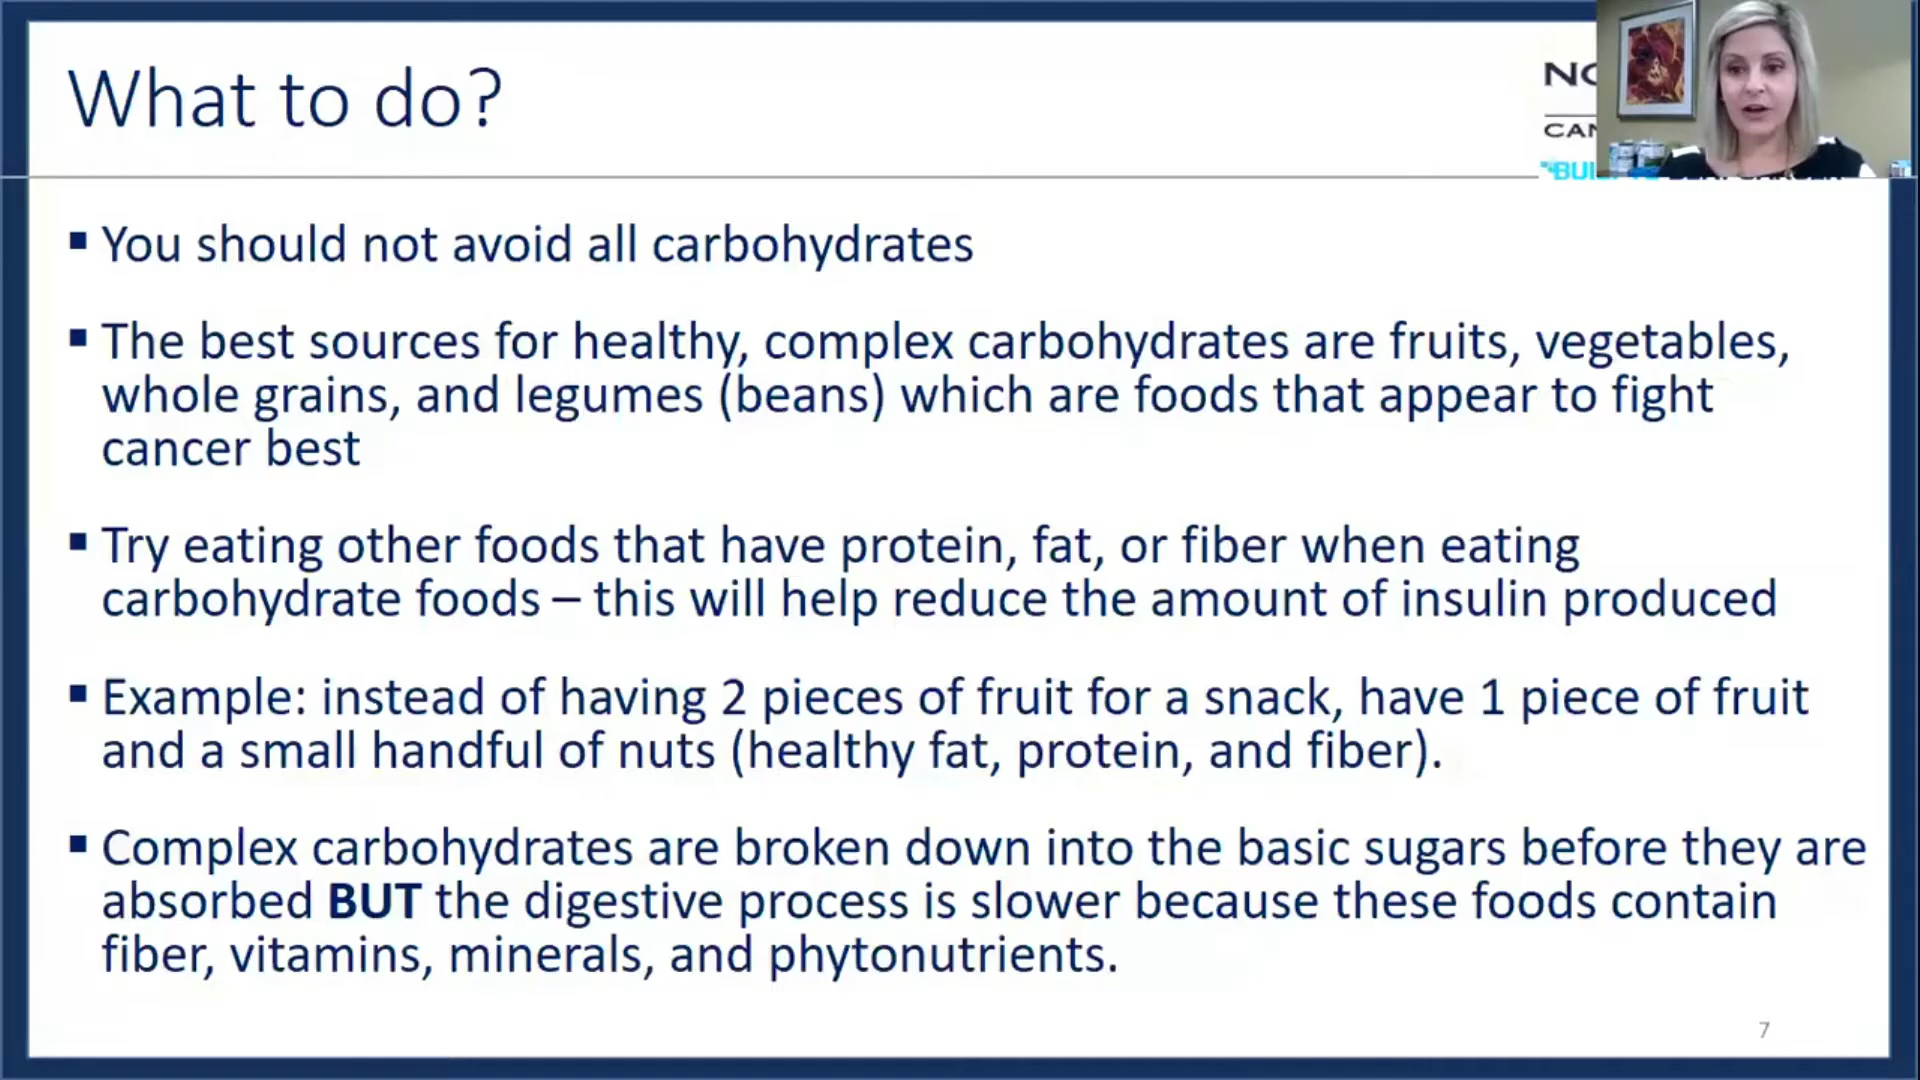 What to do?
CAN
▪ You should not avoid all carbohydrates
▪ The best sources for healthy, complex carbohydrates are fruits, vegetables,
whole grains, and legumes (beans) which are foods that appear to fight
cancer best
▪ Try eating other foods that have protein, fat, or fiber when eating
carbohydrate foods – this will help reduce the amount of insulin produced
▪ Example: instead of having 2 pieces of fruit for a snack, have 1 piece of fruit
and a small handful of nuts (healthy fat, protein, and fiber).
▪ Complex carbohydrates are broken down into the basic sugars before they are
absorbed BUT the digestive process is slower because these foods contain
fiber, vitamins, minerals, and phytonutrients.
7